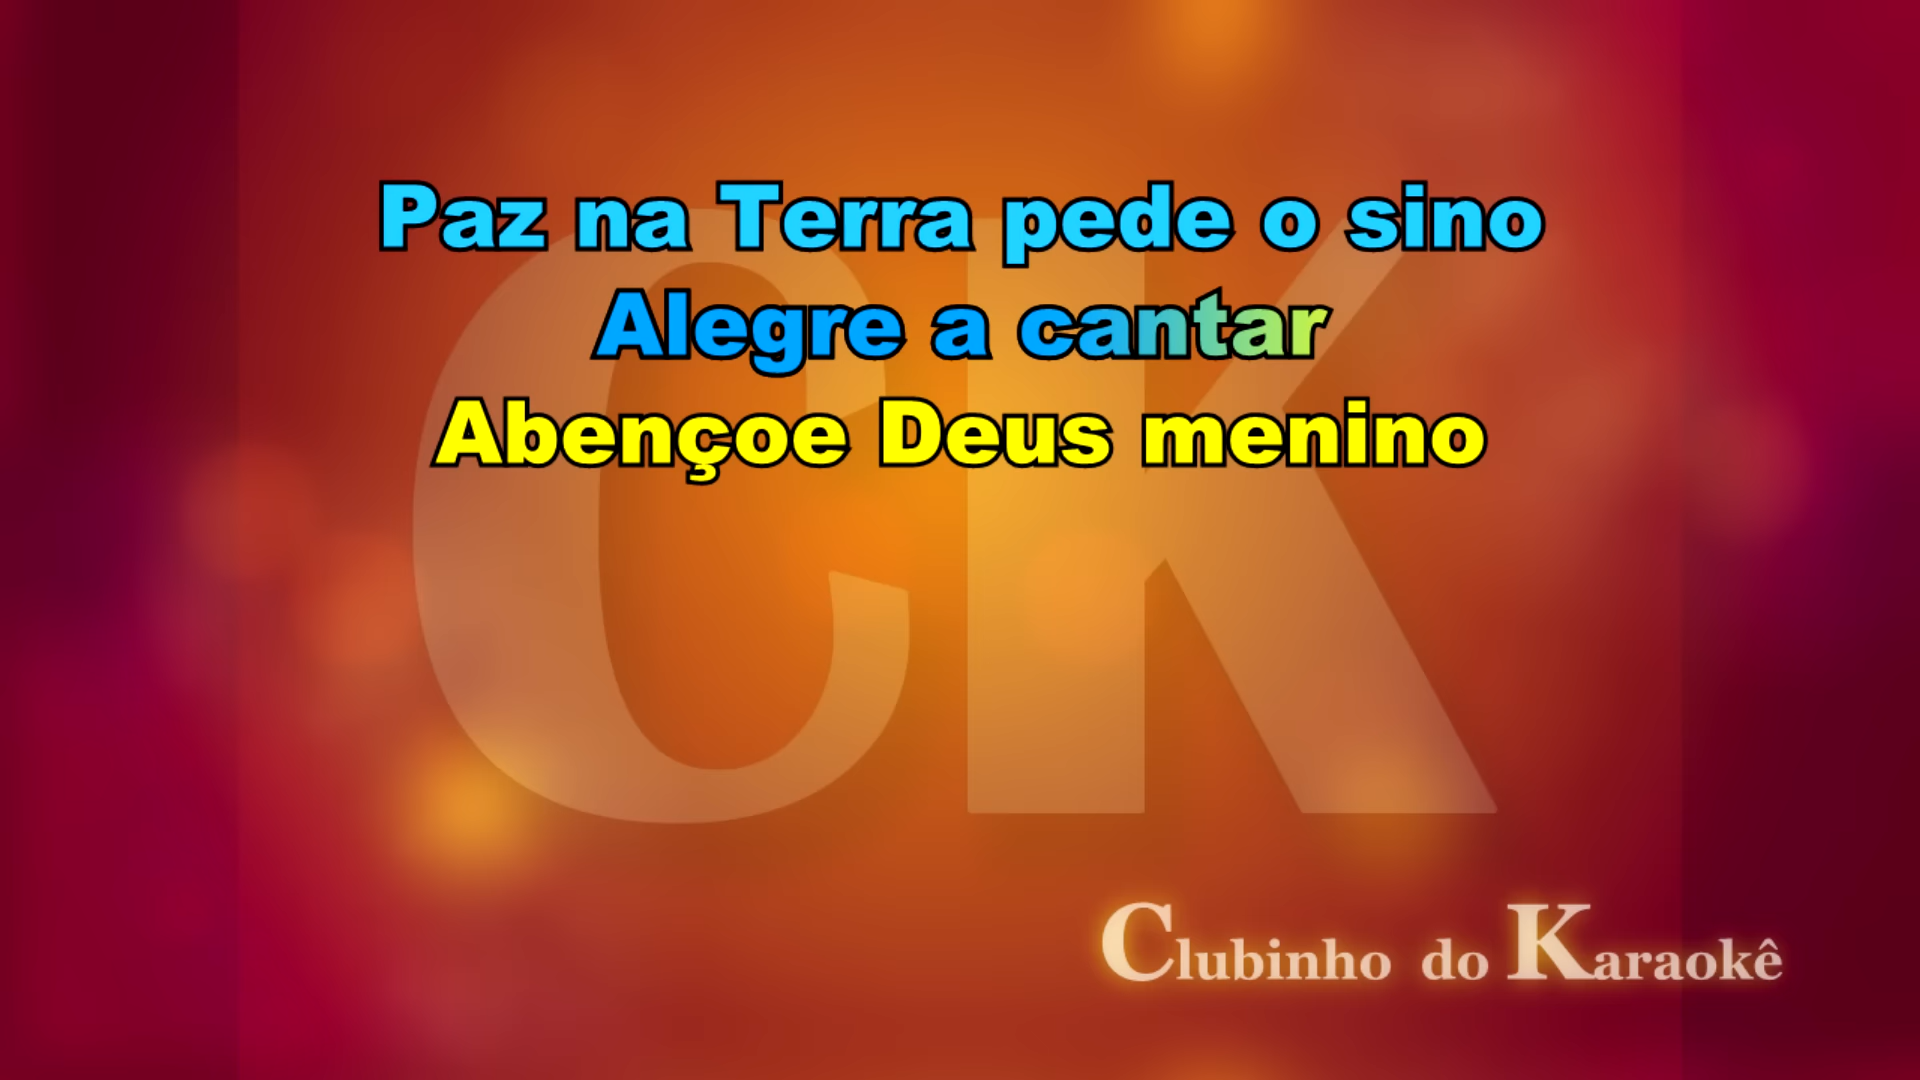 Paz na Terra pede o sino
Alegre a cantar
Abençoe Deus menino
CK
Clubinho do Karaokê